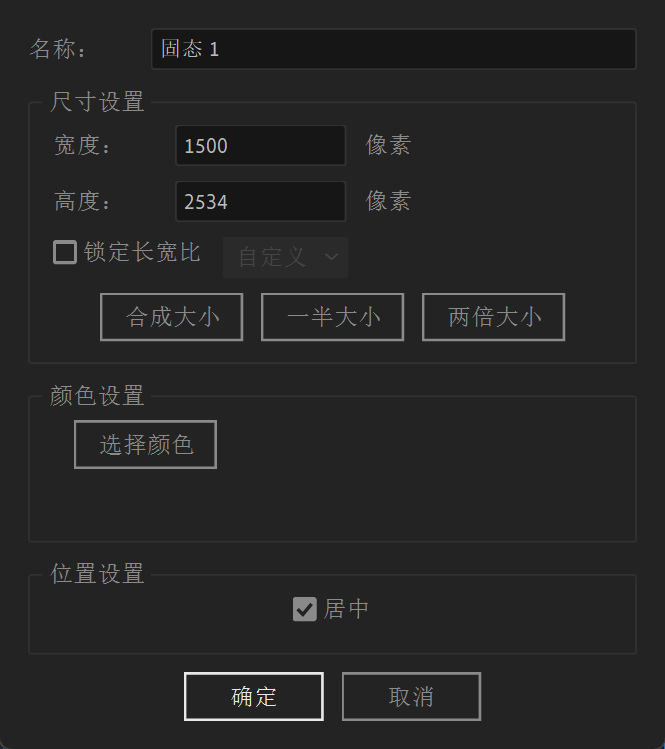 名称： 固态 1
尺寸设置
宽度： 1500 像素
高度： 2534 像素
锁定长宽比 自定义
合成大小 一半大小 两倍大小
颜色设置
选择颜色
位置设置
居中
确定 取消